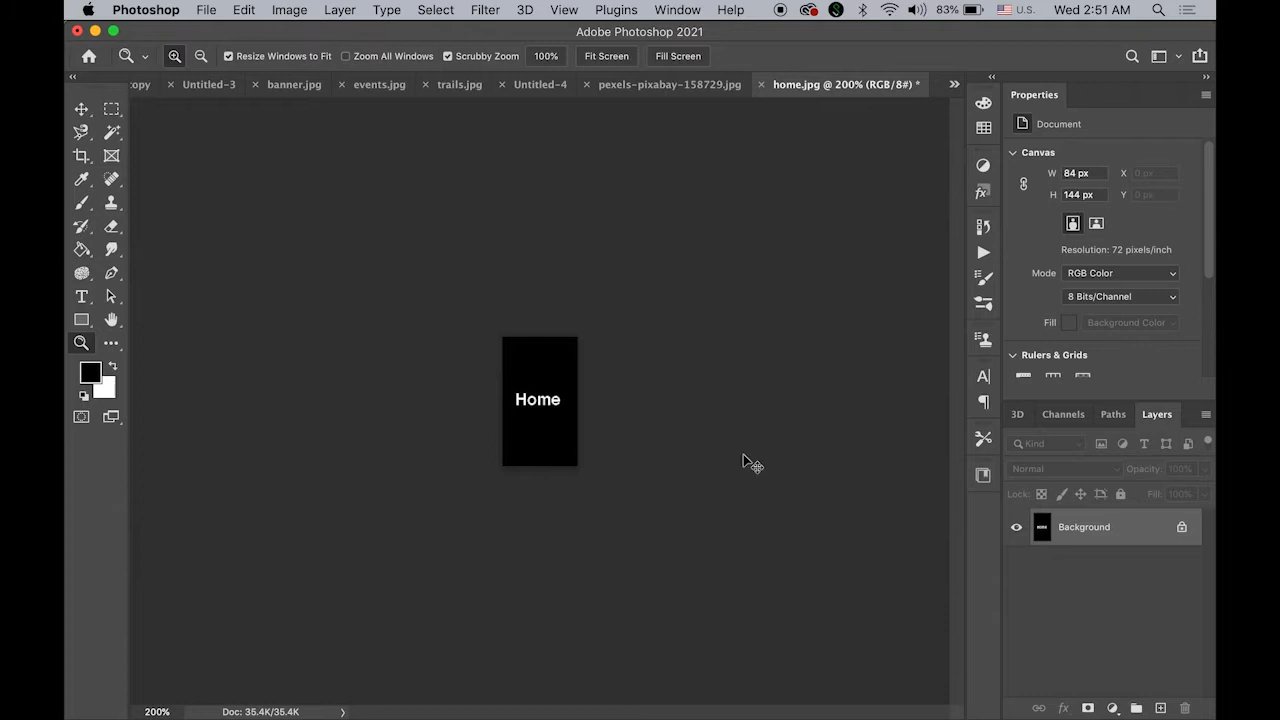 Photoshop File Edit Image Layer Type Select Filter 3D View Plugins Window Help 83% U.S. Wed 2:51 AM
Adobe Photoshop 2021
Resize Windows to Fit Zoom All Windows Scrubby Zoom 100% Fit Screen Fill Screen
copy × Untitled-3 × banner.jpg × events.jpg × trails.jpg × Untitled-4 × pexels-pixabay-158729.jpg × home.jpg @ 200% (RGB/8#) *
Properties
Document
Canvas
W 84 px X 0 px
H 144 px Y 0 px
Resolution: 72 pixels/inch
Mode RGB Color
8 Bits/Channel
Fill Background Color
Rulers & Grids
Home
3D Channels Paths Layers
Kind
Normal Opacity: 100%
Lock: Fill: 100%
Background
200% Doc: 35.4K/35.4K